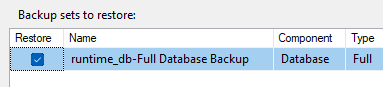 Backup sets to restore:
Restore Name Component Type
runtime_db-Full Database Backup Database Full